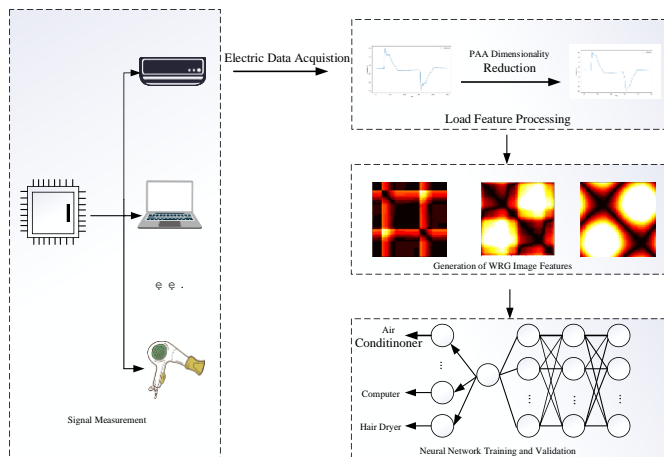 Electric Data Acquistion
PAA Dimensionality
Reduction
Load Feature Processing
Generation of WRG Image Features
Signal Measurement
Air
Conditinoner
Computer
Hair Dryer
Neural Network Training and Validation